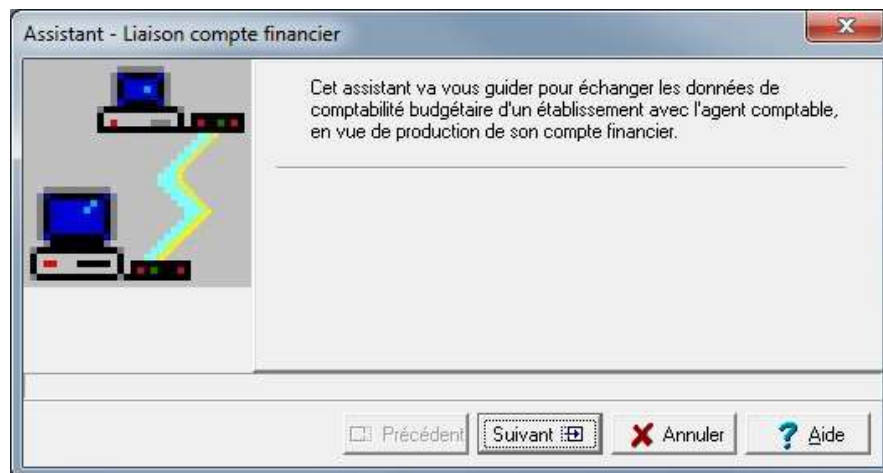 Assistant - Liaison compte financier
Cet assistant va vous guider pour échanger les données de
comptabilité budgétaire d'un établissement avec l'agent comptable,
en vue de production de son compte financier.
Précédent Suivant Annuler ? Aide